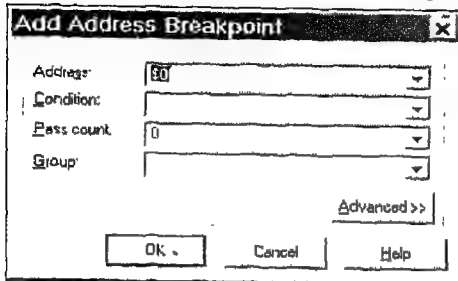 Add Address Breakpoint
Address: $0
Condition:
Pass count: 0
Group:
Advanced >>
OK
Cancel
Help